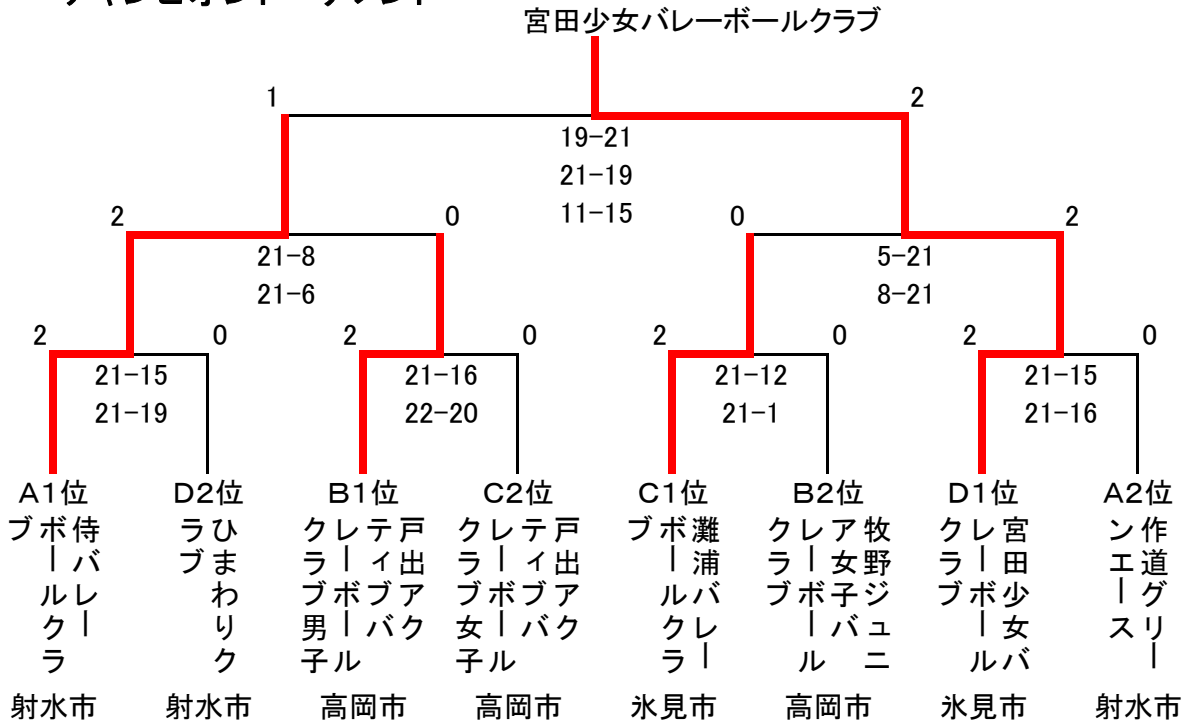 宮田少女バレーボールクラブ
1
2
19-21
21-19
11-15
2
0
0
2
21-8
21-6
5-21
8-21
2
0
2
0
2
0
2
0
21-15
21-19
21-16
22-20
21-12
21-1
21-15
21-16
A1位
D2位
B1位
C2位
C1位
B2位
D1位
A2位
侍バレー
ボールクラ
ブ
ひまわりク
ラブ
戸出アク
ティブバ
レーボール
クラブ男子
戸出アク
ティブバ
レーボール
クラブ女子
灘浦バレー
ボールクラ
ブ
牧野ジュニ
ア女子バ
レーボール
クラブ
宮田少女バ
レーボール
クラブ
作道グリー
ンエース
射水市
射水市
高岡市
高岡市
氷見市
高岡市
氷見市
射水市